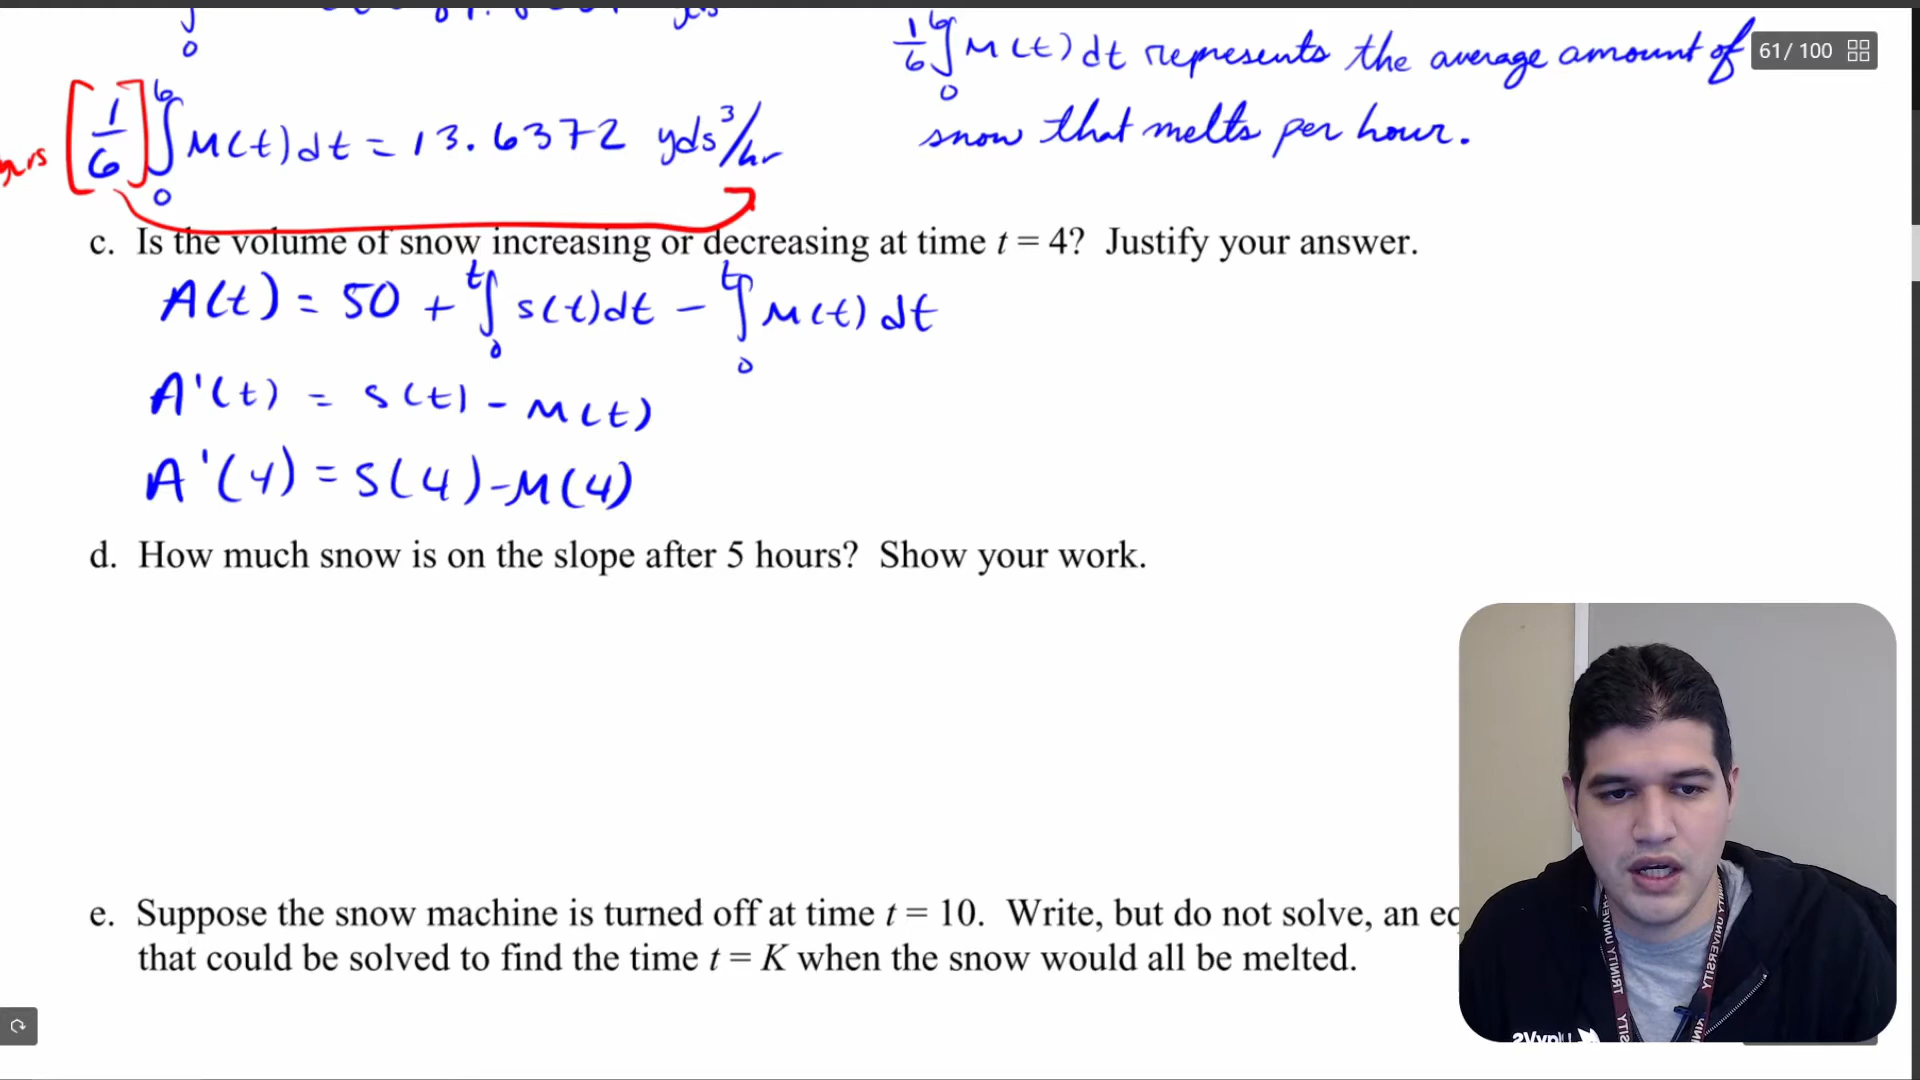 1/6 ∫₀⁶ M(t)dt represents the average amount of
61/ 100
snow that melts per hour.
[1/6] ∫₀⁶ M(t)dt = 13.6372 yds³/hr
c. Is the volume of snow increasing or decreasing at time t = 4? Justify your answer.
A(t) = 50 + ∫₀ᵗ s(t)dt - ∫₀ᵗ M(t)dt
A'(t) = s(t) - M(t)
A'(4) = s(4) - M(4)
d. How much snow is on the slope after 5 hours? Show your work.
e. Suppose the snow machine is turned off at time t = 10. Write, but do not solve, an
that could be solved to find the time t = K when the snow would all be melted.
TRINITY UNIVERSITY